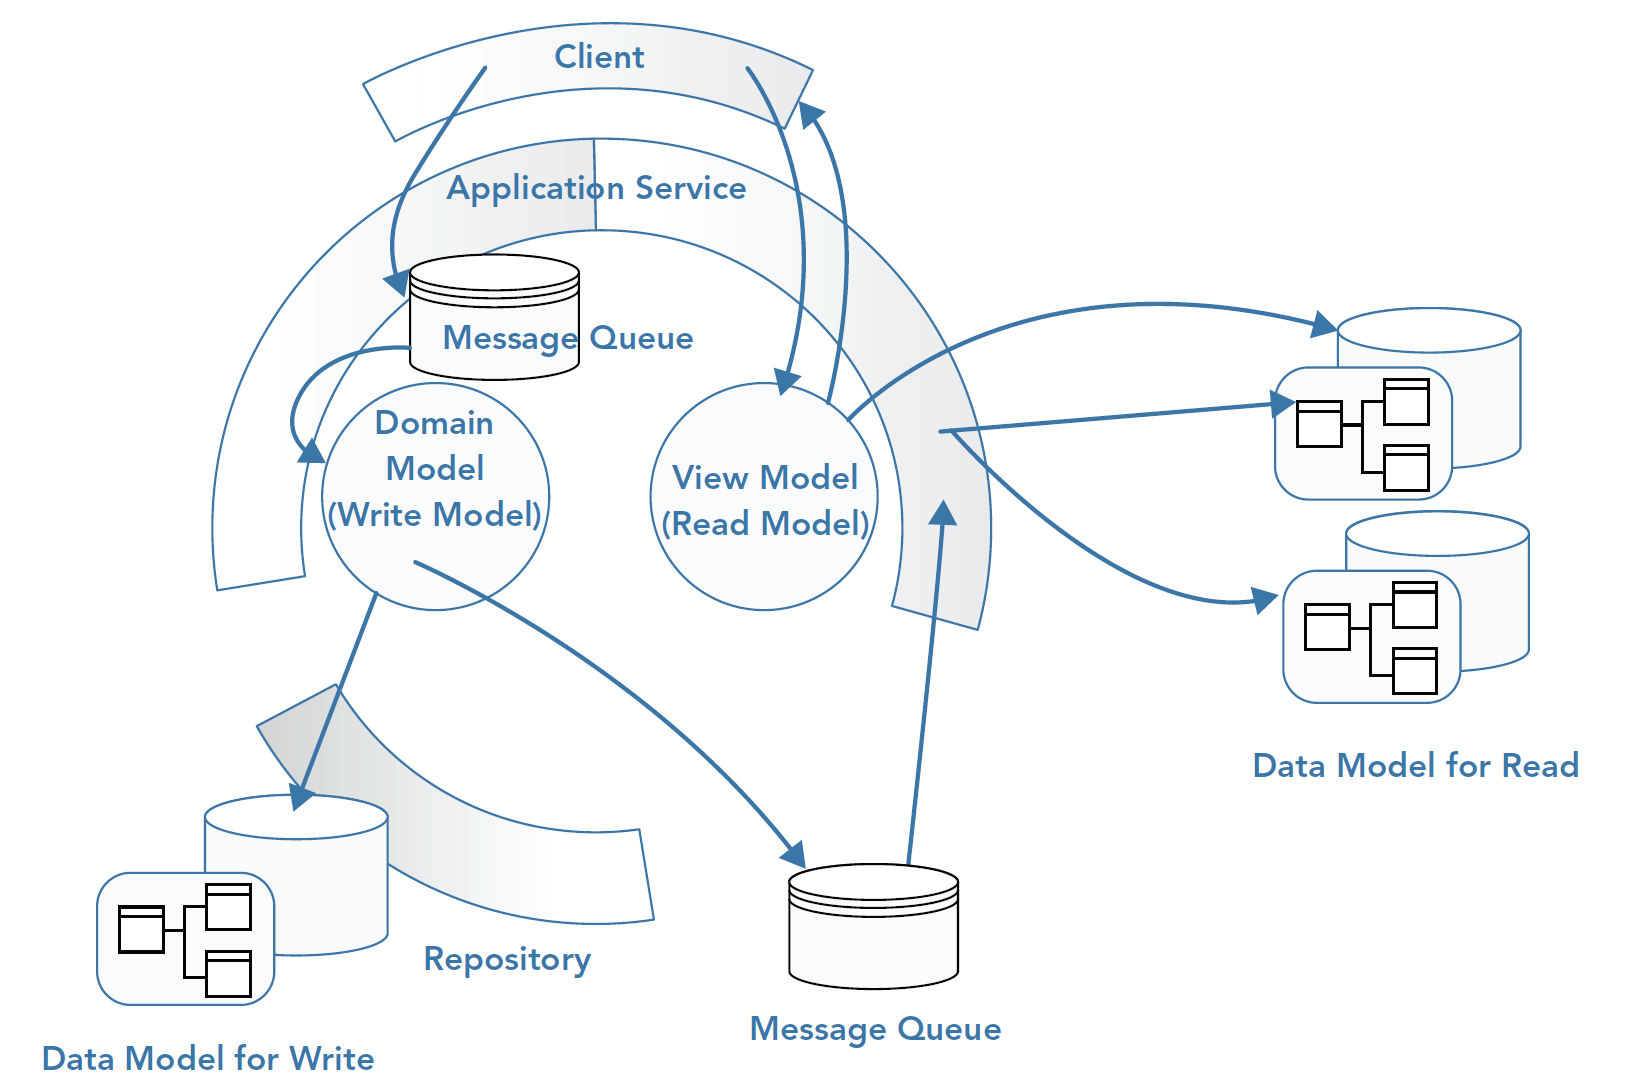 Client
Application Service
Message Queue
Domain
Model
(Write Model)
View Model
(Read Model)
Data Model for Read
Repository
Message Queue
Data Model for Write